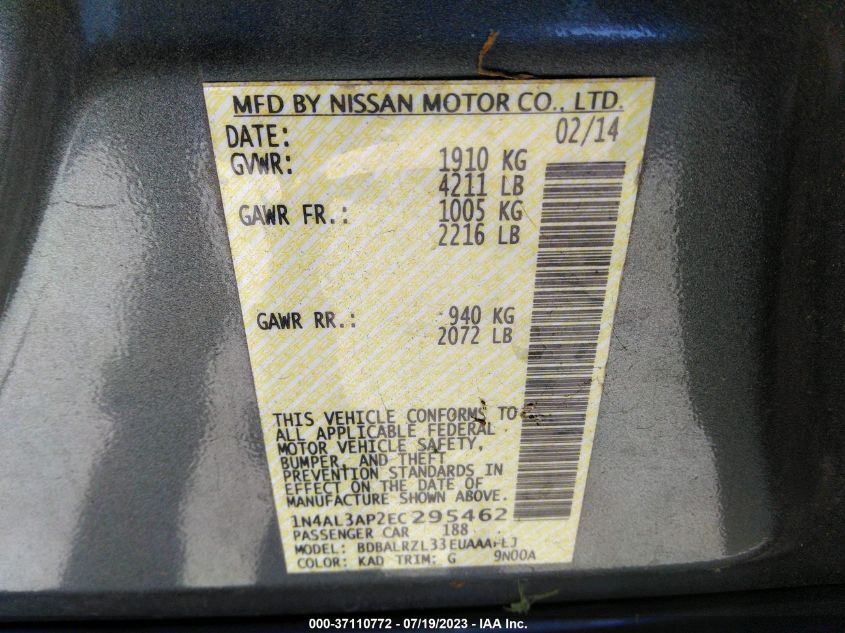 MFD BY NISSAN MOTOR CO., LTD.
DATE: 02/14
GVWR: 1910 KG
4211 LB
GAWR FR.: 1005 KG
2216 LB
GAWR RR.: 940 KG
2072 LB
THIS VEHICLE CONFORMS TO
ALL APPLICABLE FEDERAL
MOTOR VEHICLE SAFETY,
BUMPER, AND THEFT
PREVENTION STANDARDS IN
EFFECT ON THE DATE OF
MANUFACTURE SHOWN ABOVE.
1N4AL3AP2EC295462
PASSENGER CAR 188
MODEL: 9N00A
COLOR: KAD TRIM: G
000-37110772 / 07/19/2023 – IAA Inc.